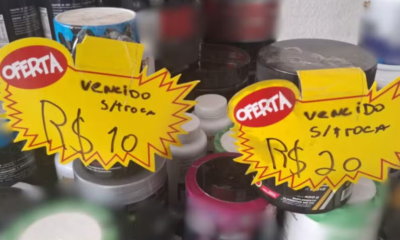 OFERTA
VENCIDO
S/TROCA
R$ 10
OFERTA
VENCIDO
S/TROCA
R$ 20